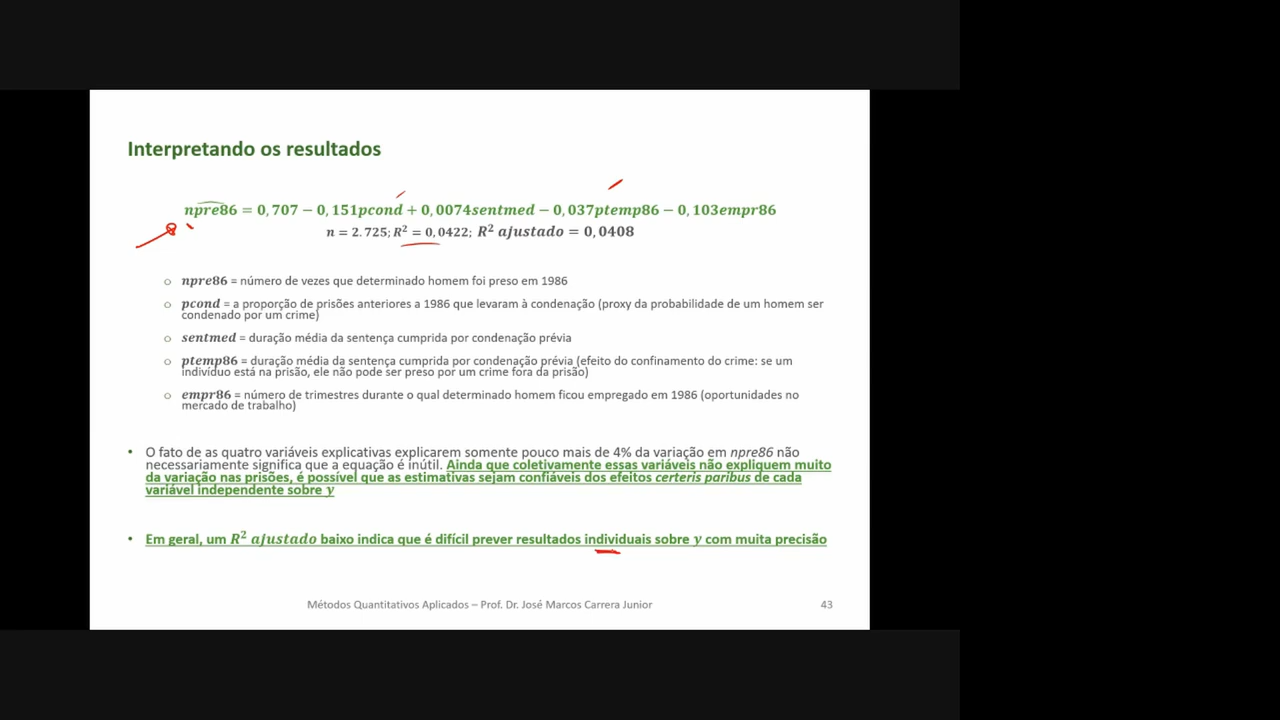 Interpretando os resultados
npre86 = 0,707 − 0,151pcond + 0,0074sentmed − 0,037ptemp86 − 0,103empr86
n = 2.725; R² = 0,0422; R² ajustado = 0,0408
o npre86 = número de vezes que determinado homem foi preso em 1986
o pcond = a proporção de prisões anteriores a 1986 que levaram à condenação (proxy da probabilidade de um homem ser
condenado por um crime)
o sentmed = duração média da sentença cumprida por condenação prévia
o ptemp86 = duração média da sentença cumprida por condenação prévia (efeito do confinamento do crime: se um
indivíduo está na prisão, ele não pode ser preso por um crime fora da prisão)
o empr86 = número de trimestres durante o qual determinado homem ficou empregado em 1986 (oportunidades no
mercado de trabalho)
• O fato de as quatro variáveis explicativas explicarem somente pouco mais de 4% da variação em npre86 não
necessariamente significa que a equação é inútil. Ainda que coletivamente essas variáveis não expliquem muito
da variação nas prisões, é possível que as estimativas sejam confiáveis dos efeitos certeris paribus de cada
variável independente sobre y
• Em geral, um R² ajustado baixo indica que é difícil prever resultados individuais sobre y com muita precisão
Métodos Quantitativos Aplicados – Prof. Dr. José Marcos Carrera Junior
43